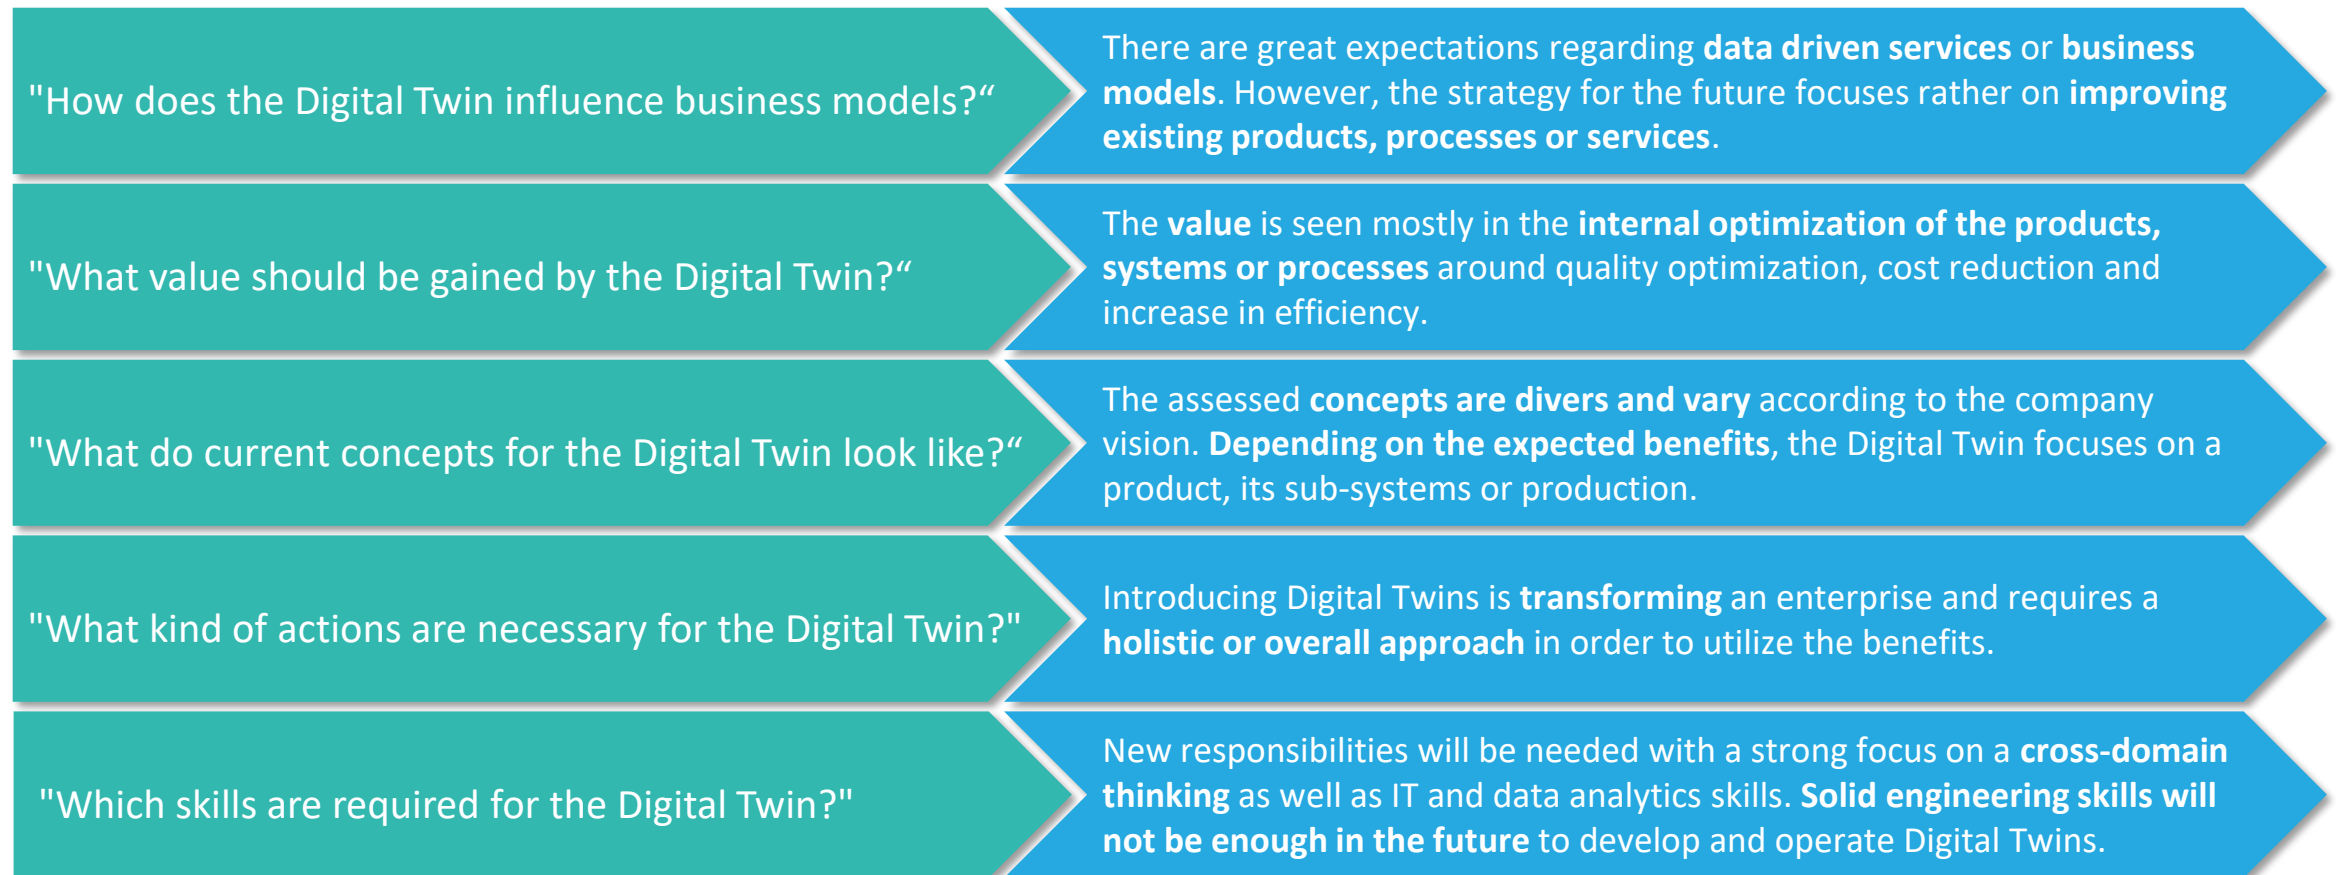 "How does the Digital Twin influence business models?“
There are great expectations regarding data driven services or business
models. However, the strategy for the future focuses rather on improving
existing products, processes or services.
"What value should be gained by the Digital Twin?“
The value is seen mostly in the internal optimization of the products,
systems or processes around quality optimization, cost reduction and
increase in efficiency.
"What do current concepts for the Digital Twin look like?“
The assessed concepts are divers and vary according to the company
vision. Depending on the expected benefits, the Digital Twin focuses on a
product, its sub-systems or production.
"What kind of actions are necessary for the Digital Twin?"
Introducing Digital Twins is transforming an enterprise and requires a
holistic or overall approach in order to utilize the benefits.
"Which skills are required for the Digital Twin?"
New responsibilities will be needed with a strong focus on a cross-domain
thinking as well as IT and data analytics skills. Solid engineering skills will
not be enough in the future to develop and operate Digital Twins.